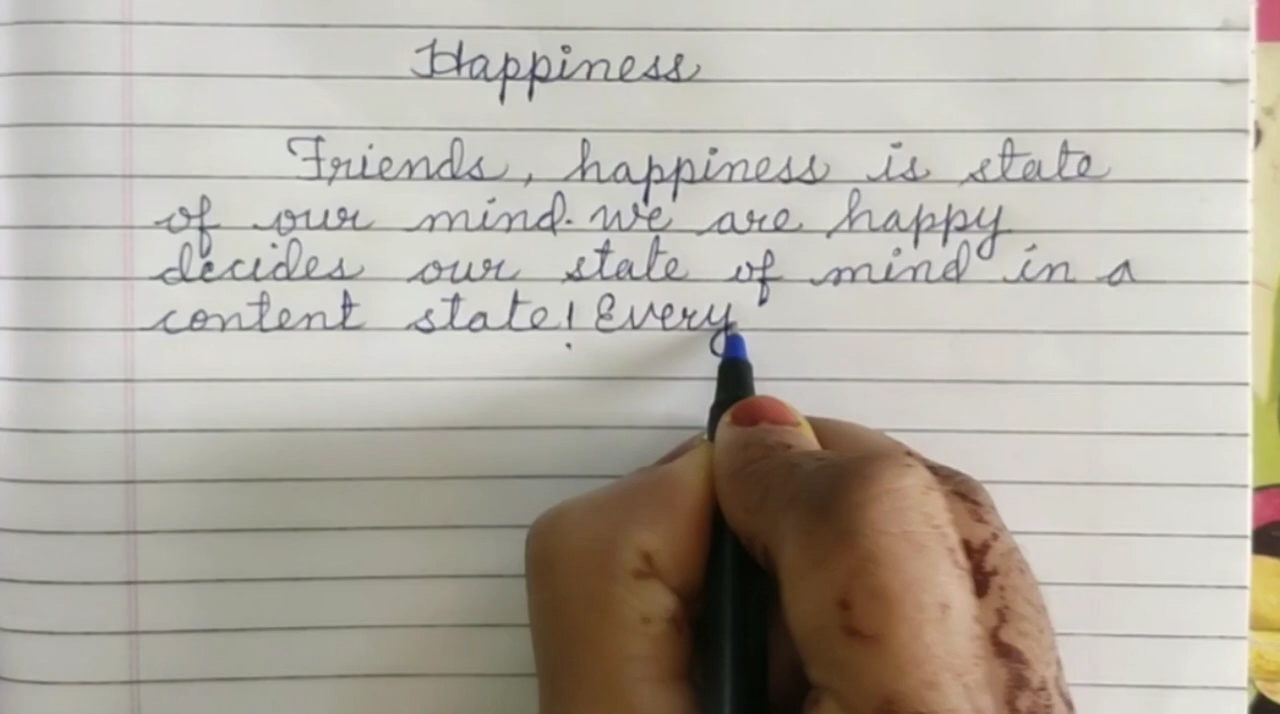 Happiness
Friends, happiness is state
of our mind. we are happy
decides our state of mind in a
content state! Every